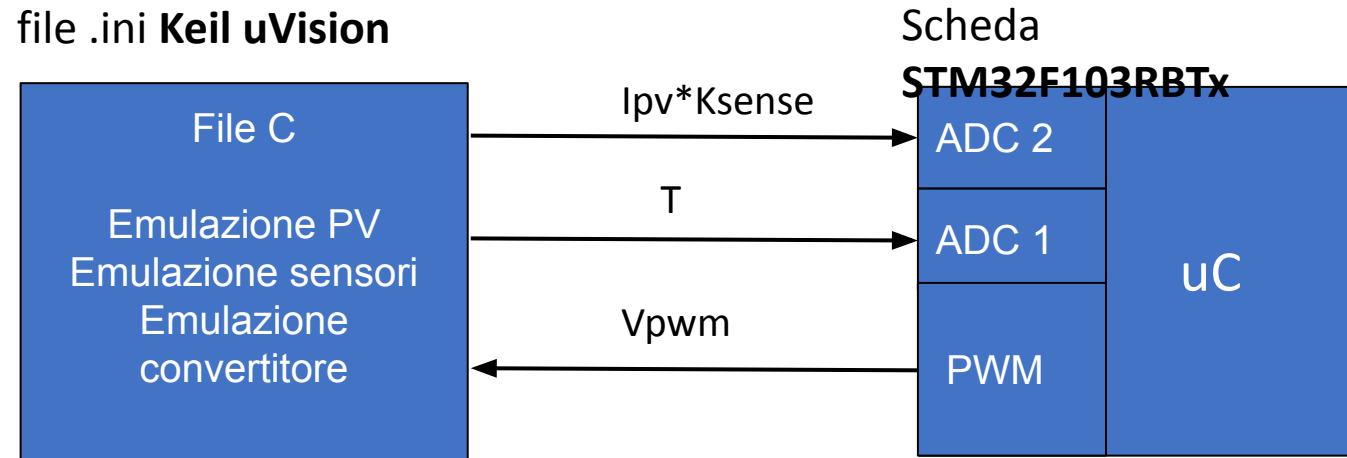 file .ini Keil uVision
Scheda
STM32F103RBTx
File C
Emulazione PV
Emulazione sensori
Emulazione
convertitore
Ipv*Ksense
T
Vpwm
ADC 2
ADC 1
PWM
uC